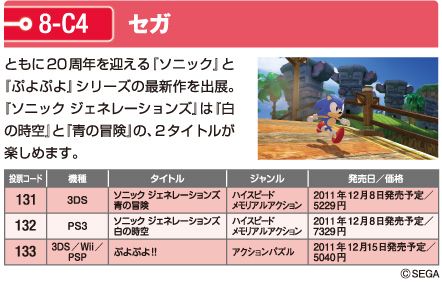 8-C4 セガ
ともに20周年を迎える『ソニック』と
『ぷよぷよ』シリーズの最新作を出展。
『ソニック ジェネレーションズ』は『白
の時空』と『青の冒険』の、2タイトルが
楽しめます。
投票コード 機種 タイトル ジャンル 発売日／価格
131 3DS ソニック ジェネレーションズ 青の冒険 ハイスピード メモリアルアクション 2011年12月8日発売予定／5229円
132 PS3 ソニック ジェネレーションズ 白の時空 ハイスピード メモリアルアクション 2011年12月8日発売予定／7329円
133 3DS／Wii／PSP ぷよぷよ!! アクションパズル 2011年12月15日発売予定／5040円
©SEGA